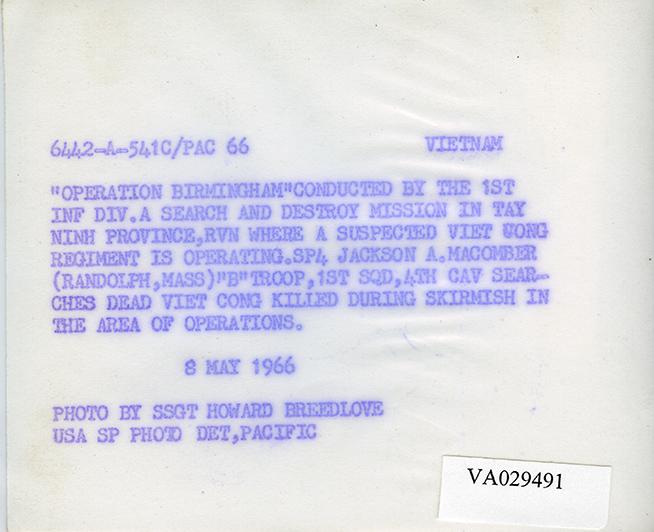 6442-A-541C/PAC 66 VIETNAM
"OPERATION BIRMINGHAM"CONDUCTED BY THE 1ST
INF DIV.A SEARCH AND DESTROY MISSION IN TAY
NINH PROVINCE,RVN WHERE A SUSPECTED VIET CONG
REGIMENT IS OPERATING.SP4 JACKSON A.MACOMBER
(RANDOLPH,MASS)"B"TROOP,1ST SQD,4TH CAV SEAR-
CHES DEAD VIET CONG KILLED DURING SKIRMISH IN
THE AREA OF OPERATIONS.
8 MAY 1966
PHOTO BY SSGT HOWARD BREEDLOVE
USA SP PHOTO DET,PACIFIC
VA029491